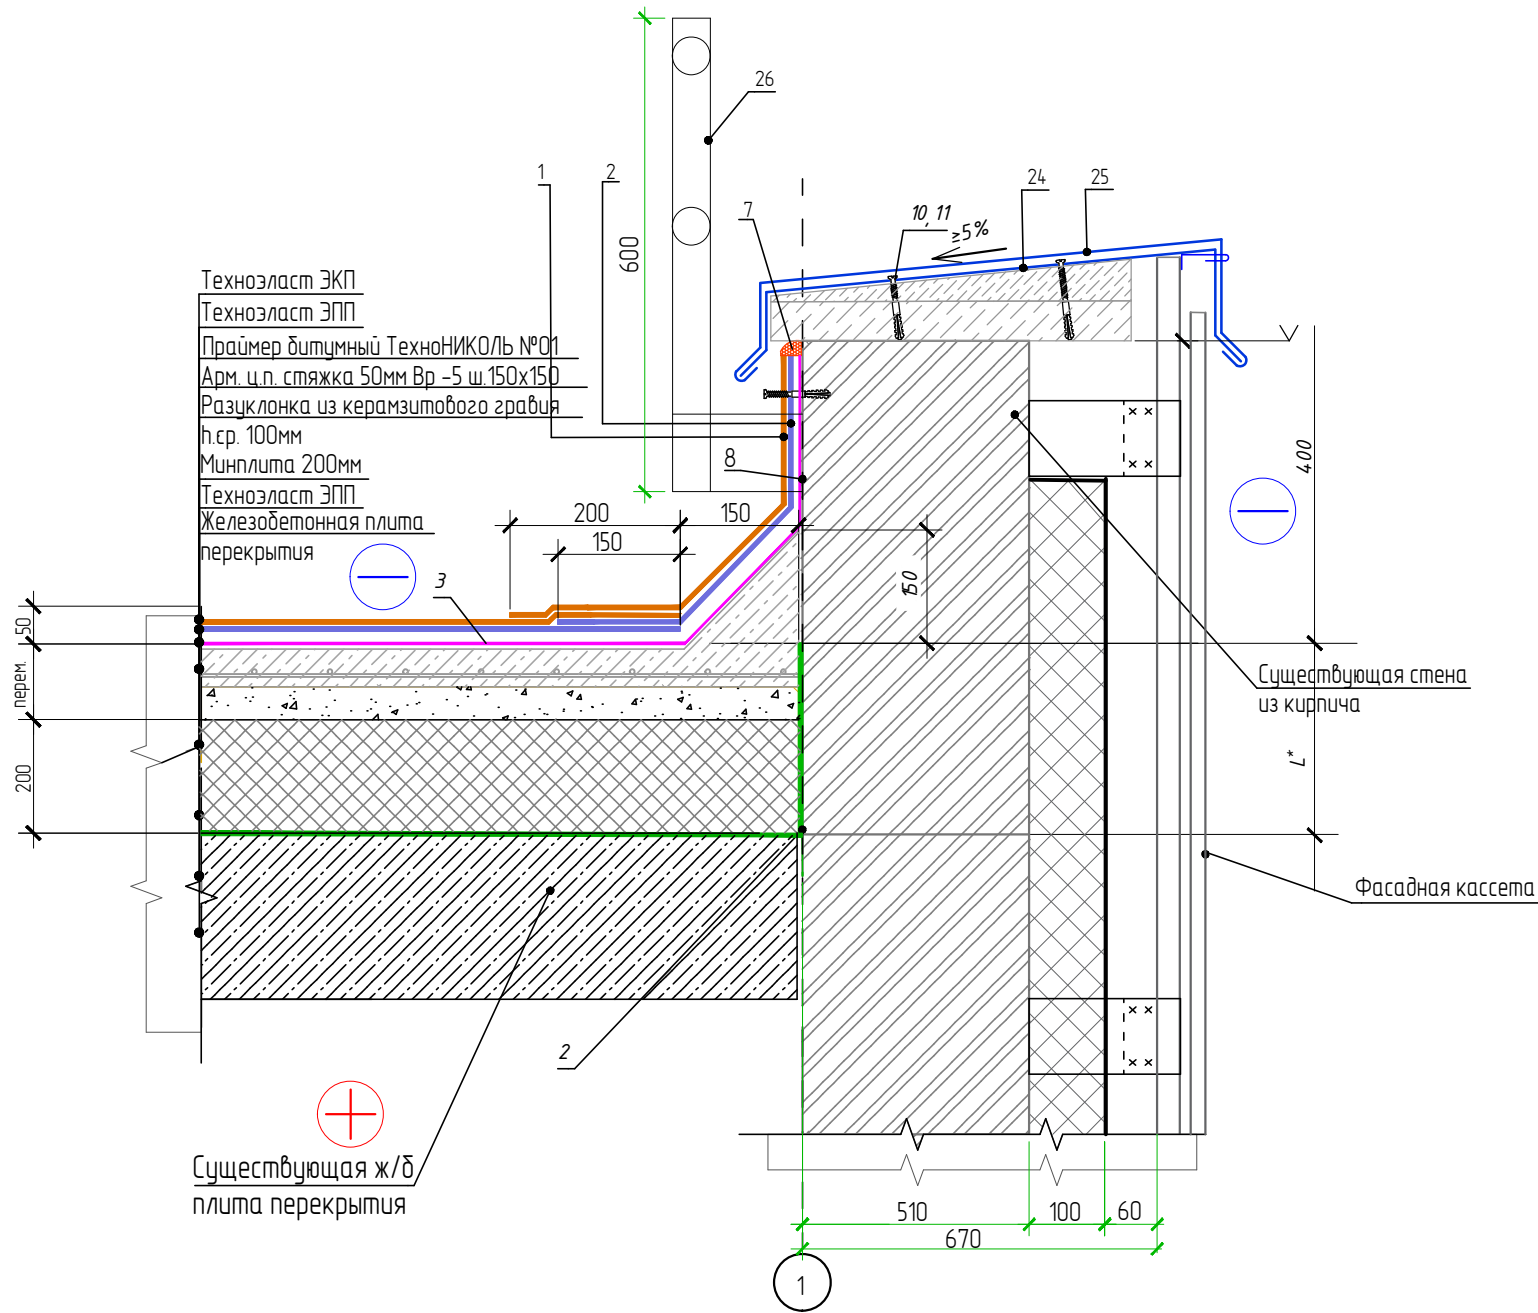 600
26
1
2
7
10, 11
≥5%
24
25
Техноэласт ЭКП
Техноэласт ЭПП
Праймер битумный ТехноНИКОЛЬ №01
Арм. ц.п. стяжка 50мм Вр -5 ш.150х150
Разуклонка из керамзитового гравия
h.ср. 100мм
Минплита 200мм
Техноэласт ЭПП
Железобетонная плита
перекрытия
8
200
150
150
3
150
400
50
перем.
200
L*
Существующая стена
из кирпича
Фасадная кассета
2
Существующая ж/б
плита перекрытия
510
100
60
670
1